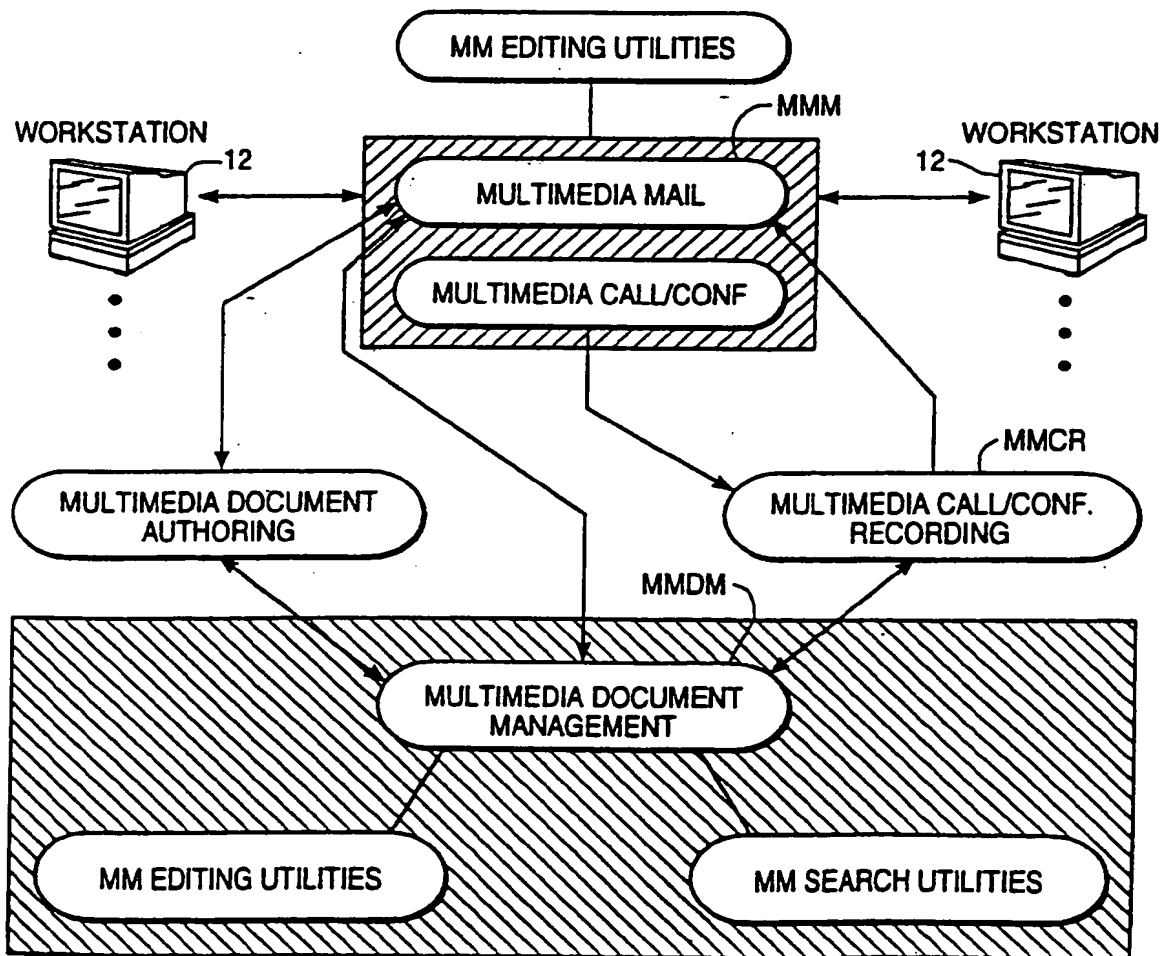 MM EDITING UTILITIES
MMM
WORKSTATION
WORKSTATION
12
12
MULTIMEDIA MAIL
MULTIMEDIA CALL/CONF
MMCR
MULTIMEDIA DOCUMENT
AUTHORING
MULTIMEDIA CALL/CONF.
RECORDING
MMDM
MULTIMEDIA DOCUMENT
MANAGEMENT
MM EDITING UTILITIES
MM SEARCH UTILITIES